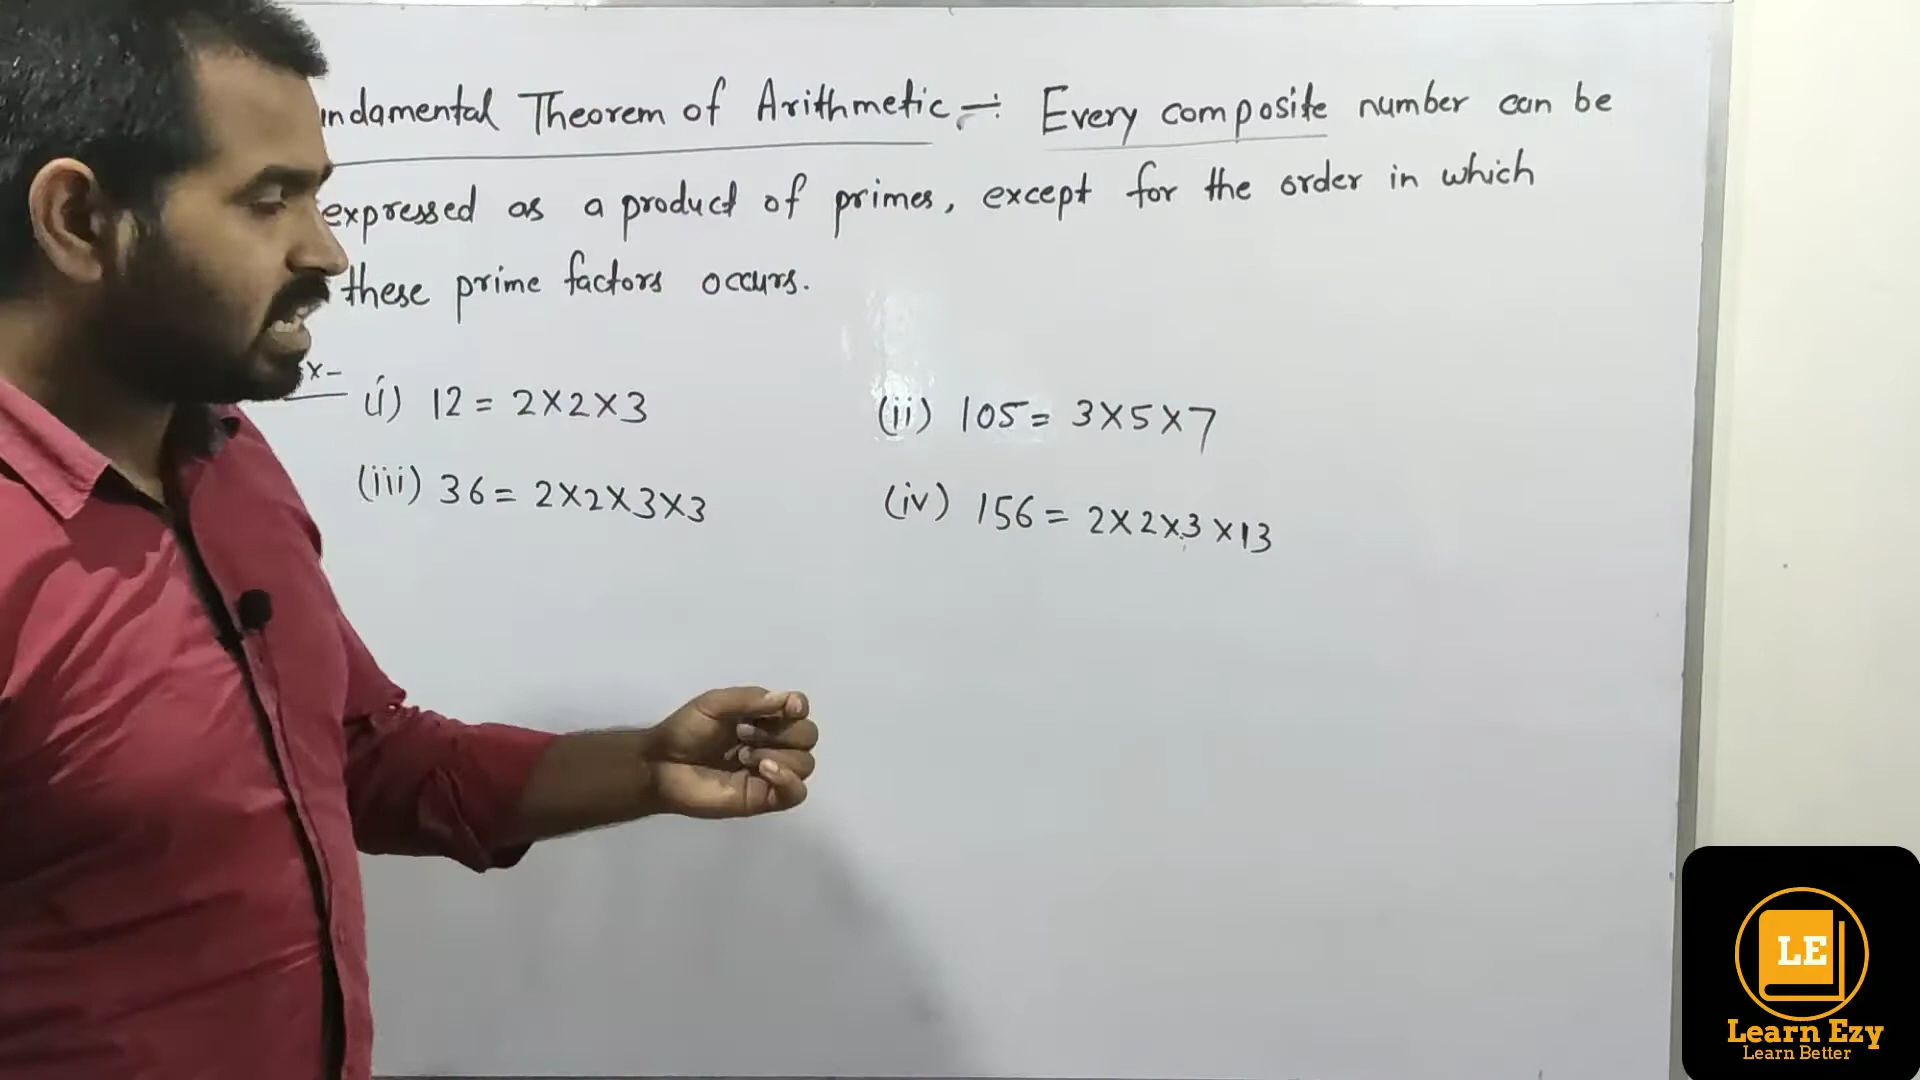 ndamental Theorem of Arithmetic :- Every composite number can be
expressed as a product of primes, except for the order in which
these prime factors occurs.
x-
(i) 12 = 2×2×3
(ii) 105 = 3×5×7
(iii) 36 = 2×2×3×3
(iv) 156 = 2×2×3×13
LE
Learn Ezy
Learn Better